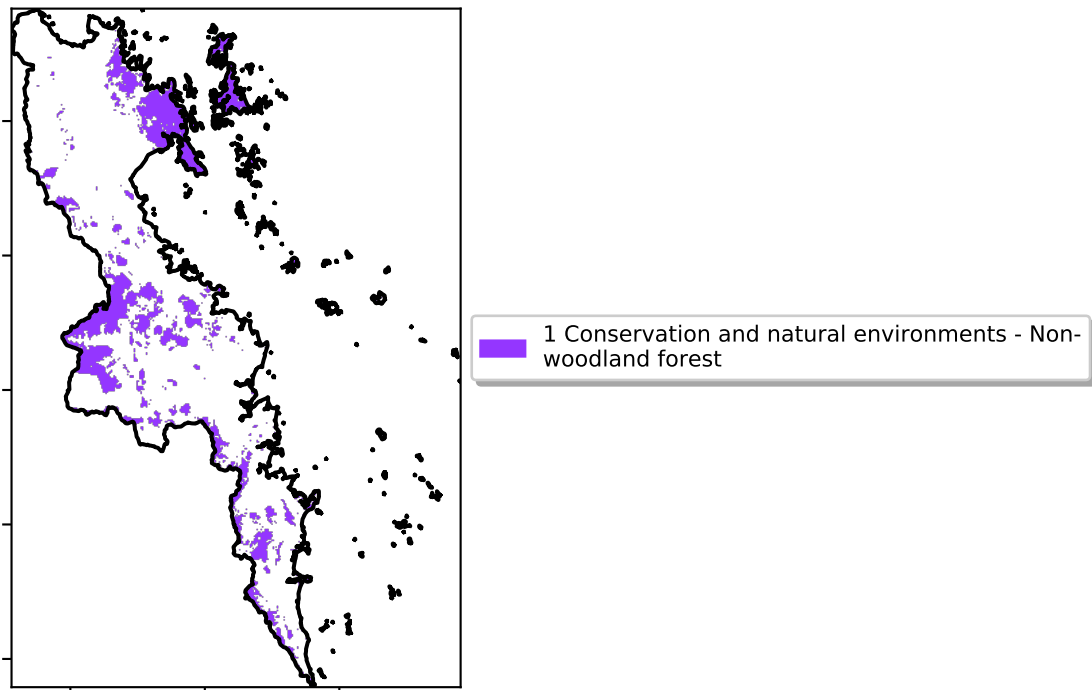 1 Conservation and natural environments - Non-
woodland forest